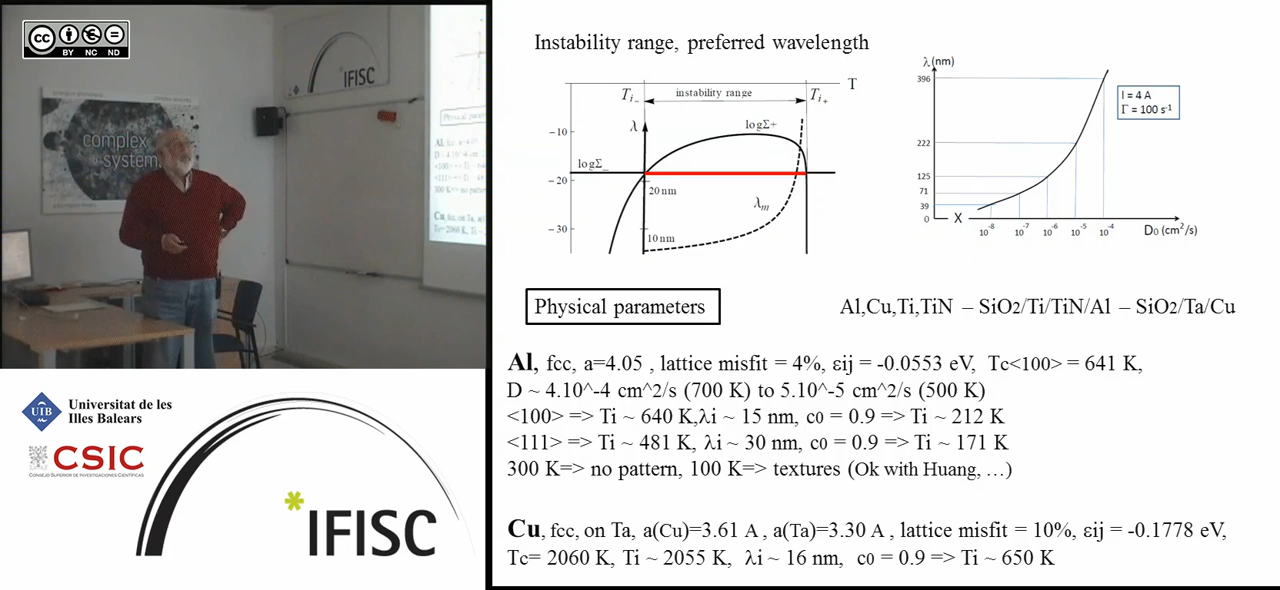 cc
BY NC ND
IFISC
complex
system
Universitat de les
Illes Balears
UIB
CSIC
CONSEJO SUPERIOR DE INVESTIGACIONES CIENTÍFICAS
*IFISC
Instability range, preferred wavelength
T
Ti- instability range Ti+
λ
logΣ+
-10
logΣ_
-20
20 nm
λm
-30
10 nm
λ(nm)
396
I = 4 A
Γ = 100 s-1
222
125
71
39
0
X
10-8 10-7 10-6 10-5 10-4
D0 (cm2/s)
Physical parameters
Al,Cu,Ti,TiN – SiO2/Ti/TiN/Al – SiO2/Ta/Cu
Al, fcc, a=4.05 , lattice misfit = 4%, εij = -0.0553 eV, Tc<100> = 641 K,
D ~ 4.10^-4 cm^2/s (700 K) to 5.10^-5 cm^2/s (500 K)
<100> => Ti ~ 640 K,λi ~ 15 nm, c0 = 0.9 => Ti ~ 212 K
<111> => Ti ~ 481 K, λi ~ 30 nm, c0 = 0.9 => Ti ~ 171 K
300 K=> no pattern, 100 K=> textures (Ok with Huang, …)
Cu, fcc, on Ta, a(Cu)=3.61 A , a(Ta)=3.30 A , lattice misfit = 10%, εij = -0.1778 eV,
Tc= 2060 K, Ti ~ 2055 K, λi ~ 16 nm, c0 = 0.9 => Ti ~ 650 K